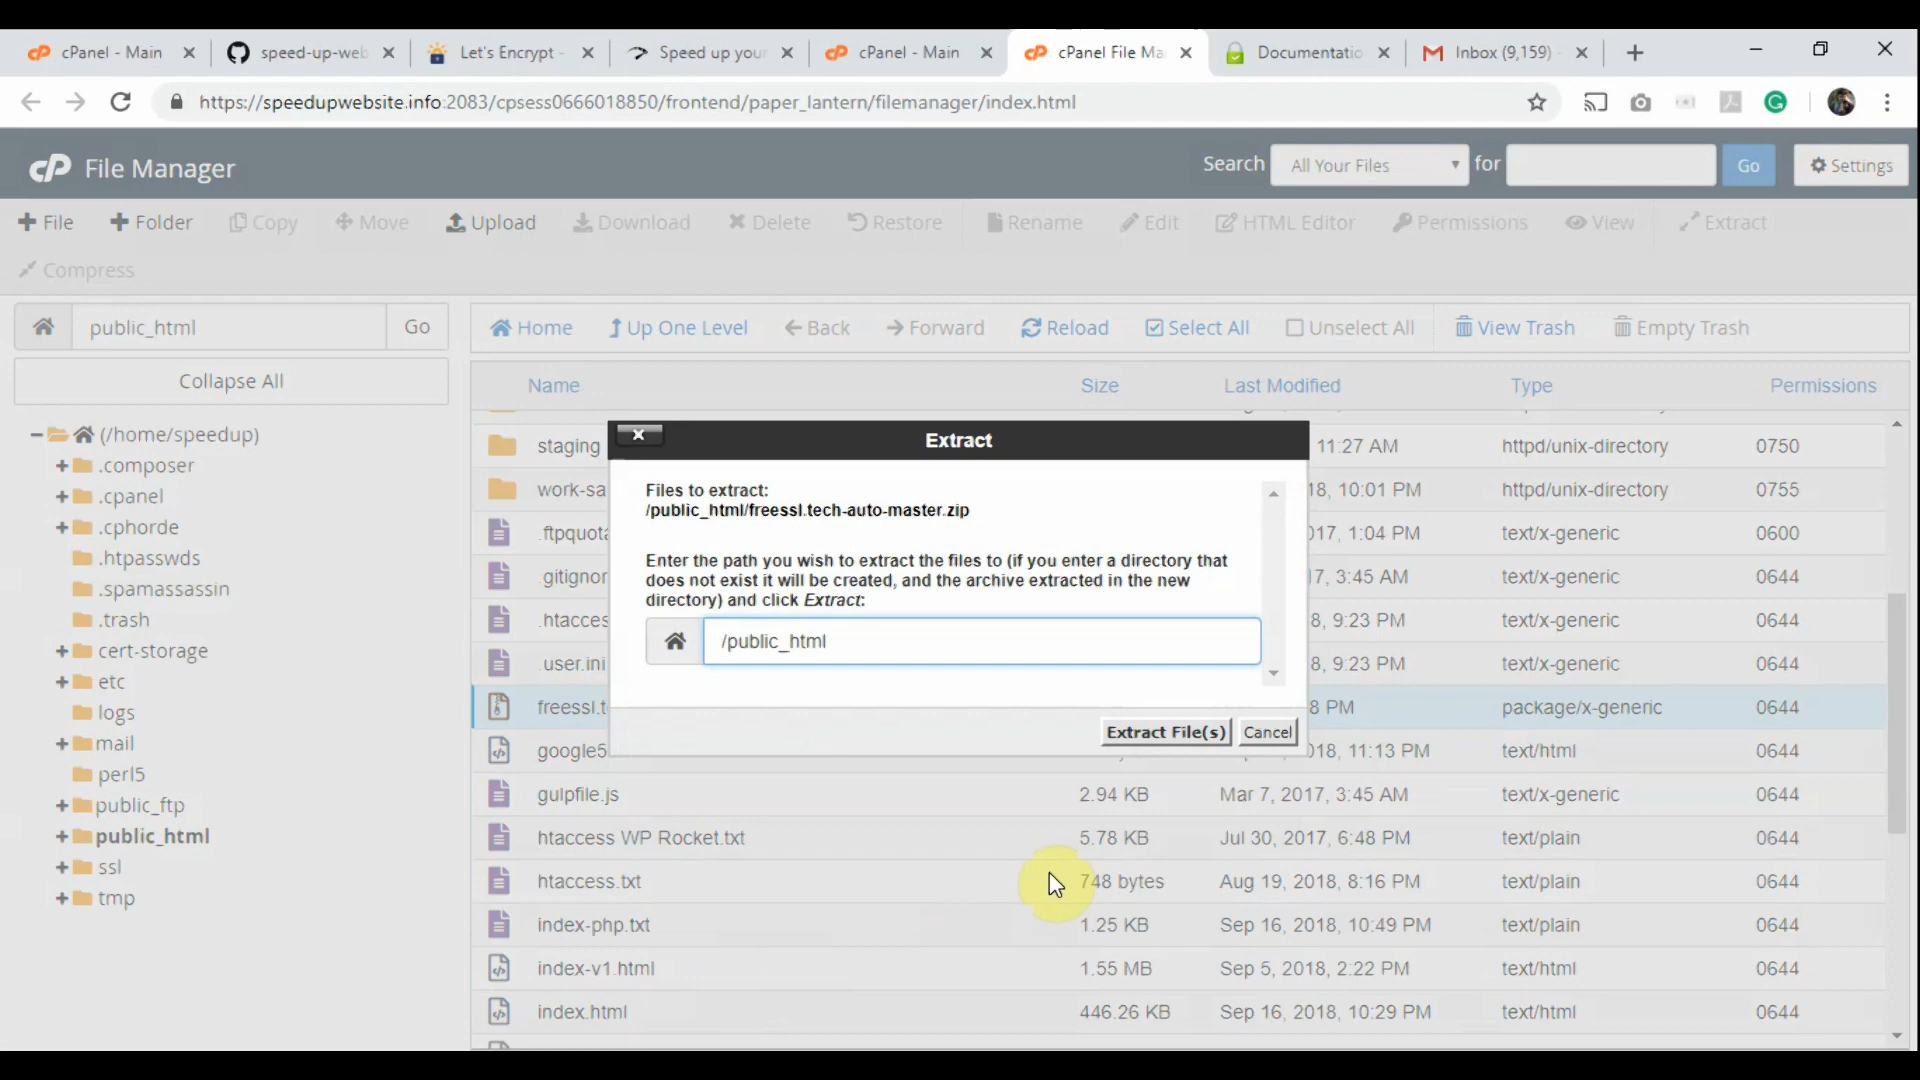 cPanel - Main
speed-up-web
Let's Encrypt -
Speed up your
cPanel - Main
cPanel File Ma
Documentatio
Inbox (9,159) -
https://speedupwebsite.info:2083/cpsess0666018850/frontend/paper_lantern/filemanager/index.html
cP File Manager
Search All Your Files for Go Settings
File Folder Copy Move Upload Download Delete Restore Rename Edit HTML Editor Permissions View Extract
Compress
public_html Go
Home Up One Level Back Forward Reload Select All Unselect All View Trash Empty Trash
Collapse All
Name Size Last Modified Type Permissions
(/home/speedup)
.composer
.cpanel
.cphorde
.htpasswds
.spamassassin
.trash
cert-storage
etc
logs
mail
perl5
public_ftp
public_html
ssl
tmp
staging 11:27 AM httpd/unix-directory 0750
work-sa 18, 10:01 PM httpd/unix-directory 0755
.ftpquota 017, 1:04 PM text/x-generic 0600
.gitignor 17, 3:45 AM text/x-generic 0644
.htacces 8, 9:23 PM text/x-generic 0644
.user.ini 8, 9:23 PM text/x-generic 0644
freessl.t 8 PM package/x-generic 0644
google5 2018, 11:13 PM text/html 0644
gulpfile.js 2.94 KB Mar 7, 2017, 3:45 AM text/x-generic 0644
htaccess WP Rocket.txt 5.78 KB Jul 30, 2017, 6:48 PM text/plain 0644
htaccess.txt 748 bytes Aug 19, 2018, 8:16 PM text/plain 0644
index-php.txt 1.25 KB Sep 16, 2018, 10:49 PM text/plain 0644
index-v1.html 1.55 MB Sep 5, 2018, 2:22 PM text/html 0644
index.html 446.26 KB Sep 16, 2018, 10:29 PM text/html 0644
Extract
Files to extract:
/public_html/freessl.tech-auto-master.zip
Enter the path you wish to extract the files to (if you enter a directory that
does not exist it will be created, and the archive extracted in the new
directory) and click Extract:
/public_html
Extract File(s) Cancel